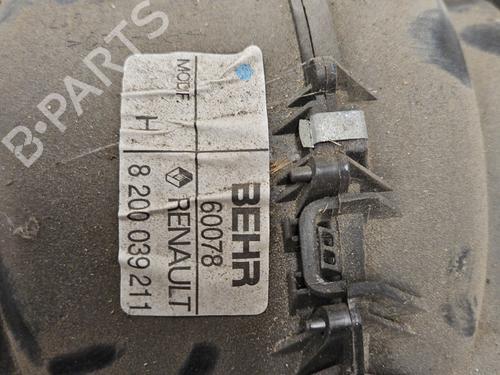 BEHR
60078
RENAULT
8 200 039 211
MODIF. H
B-PARTS